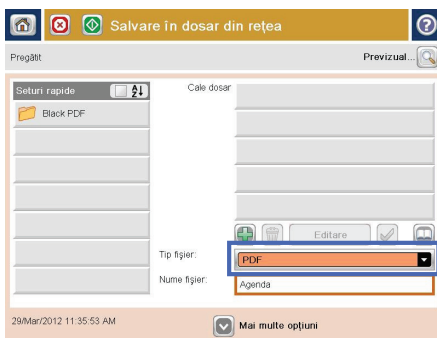 Salvare în dosar din rețea
Pregătit
Previzual...
Seturi rapide
Cale dosar
Black PDF
Editare
Tip fișier:
PDF
Nume fișier:
Agenda
29/Mar/2012 11:35:53 AM
Mai multe opțiuni